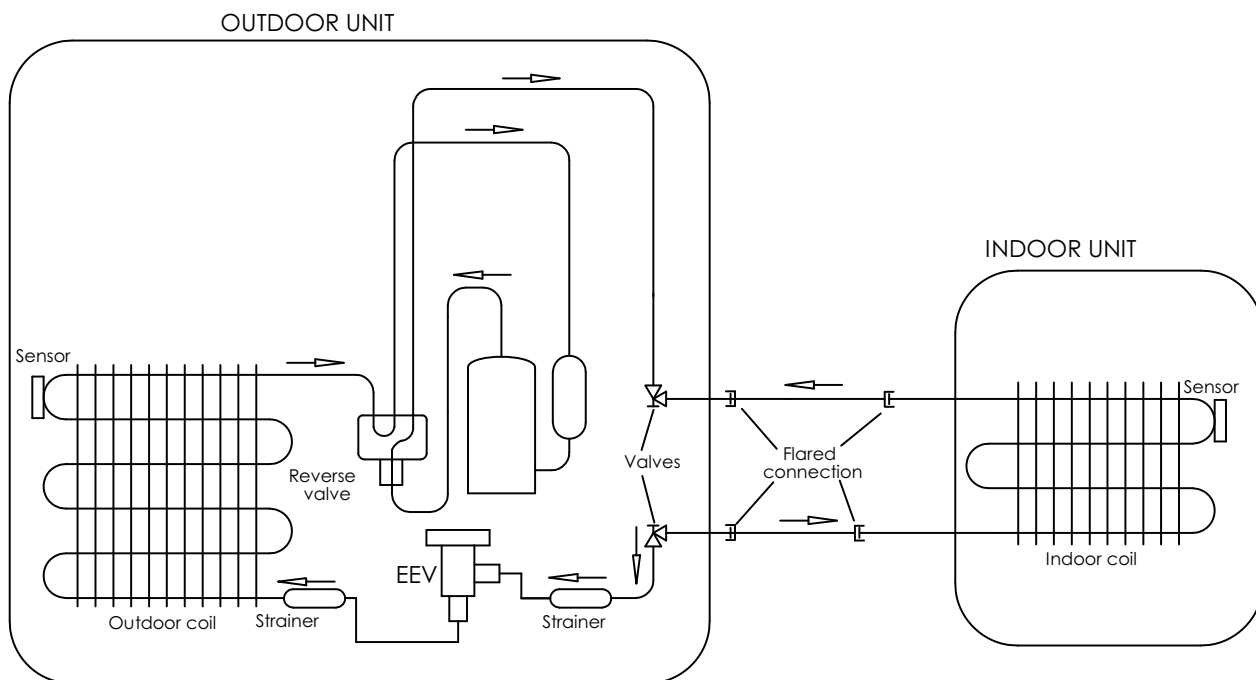 OUTDOOR UNIT
INDOOR UNIT
Sensor
Sensor
Reverse
valve
Valves
Flared
connection
EEV
Indoor coil
Outdoor coil
Strainer
Strainer